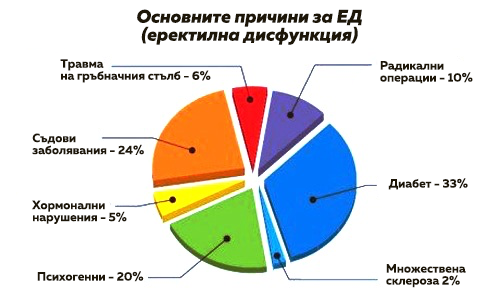 Основните причини за ЕД
(еректилна дисфункция)
Травма
на гръбначния стълб - 6%
Радикални
операции - 10%
Съдови
заболявания - 24%
Диабет - 33%
Хормонални
нарушения - 5%
Психогенни - 20%
Множествена
склероза 2%